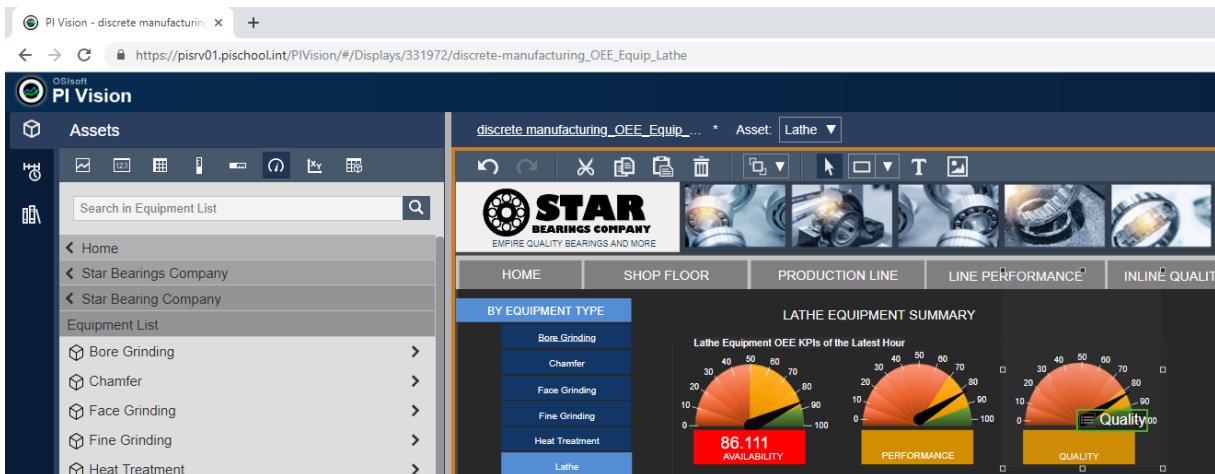 PI Vision - discrete manufacturing
https://pisrv01.pischool.int/PIVision/#/Displays/331972/discrete-manufacturing_OEE_Equip_Lathe
OSIsoft
PI Vision
Assets
discrete manufacturing_OEE_Equip_... * Asset: Lathe
Search in Equipment List
Home
Star Bearings Company
Star Bearing Company
Equipment List
Bore Grinding
Chamfer
Face Grinding
Fine Grinding
Heat Treatment
T
STAR
BEARINGS COMPANY
EMPIRE QUALITY BEARINGS AND MORE
HOME SHOP FLOOR PRODUCTION LINE LINE PERFORMANCE INLINE QUALIT
BY EQUIPMENT TYPE
Bore Grinding
Chamfer
Face Grinding
Fine Grinding
Heat Treatment
Lathe
LATHE EQUIPMENT SUMMARY
Lathe Equipment OEE KPIs of the Latest Hour
0 10 20 30 40 50 60 70 80 90 100
86.111
AVAILABILITY
0 10 20 30 40 50 60 70 80 90 100
PERFORMANCE
0 10 20 30 40 50 60 70 80 90 00
Quality
QUALITY